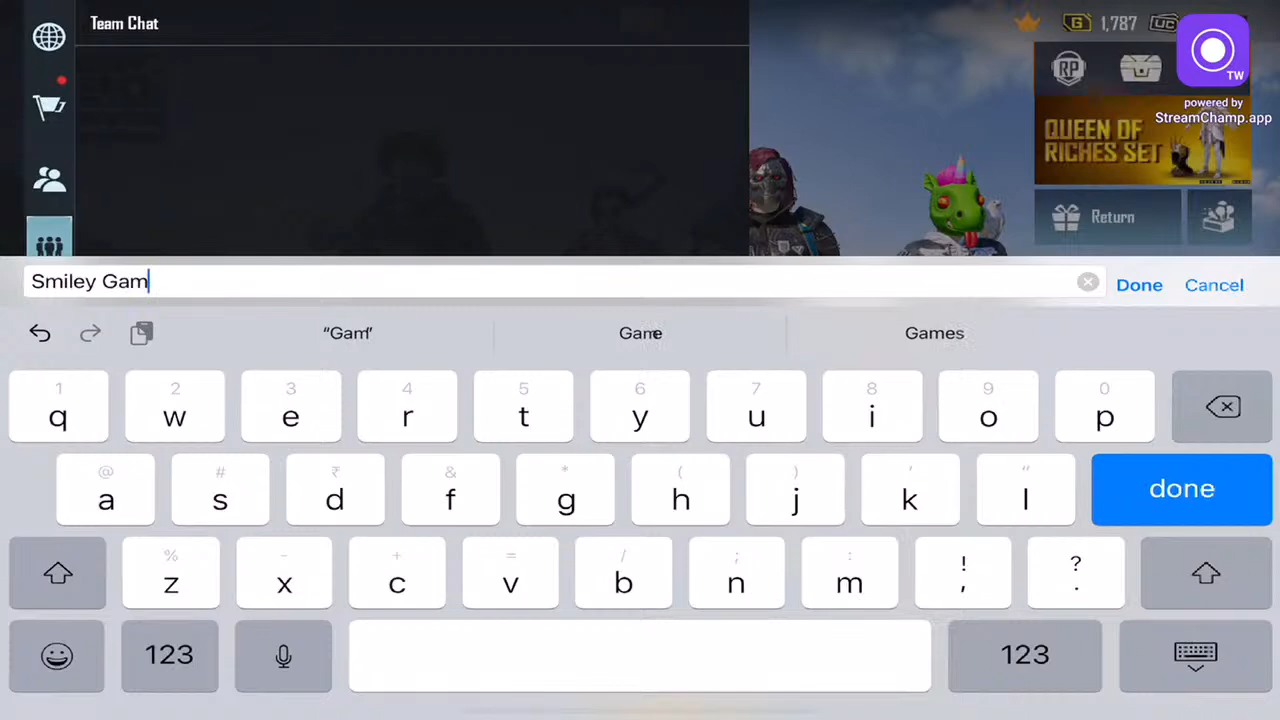 Team Chat
G 1,787 UC
RP
TW
powered by
StreamChamp.app
QUEEN OF
RICHES SET
Return
Smiley Gam
Done Cancel
“Gam” Game Games
1 2 3 4 5 6 7 8 9 0
q w e r t y u i o p
@ # ₹ & * ( ) ' "
a s d f g h j k l done
% - + = / ; : ! ?
z x c v b n m , .
123 123